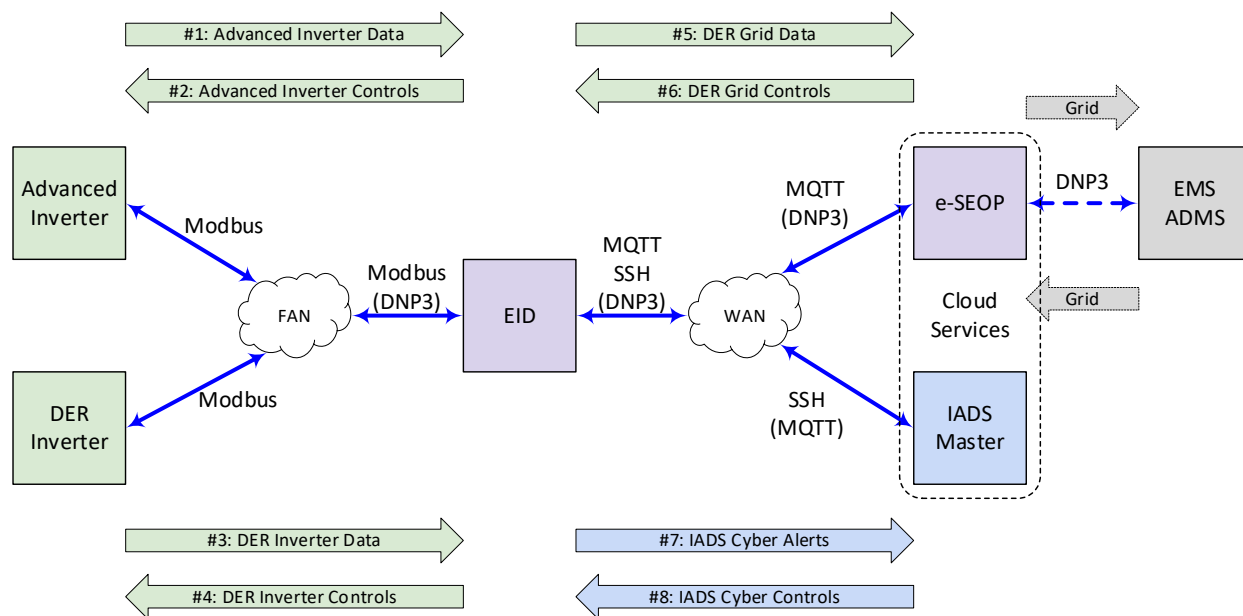 #1: Advanced Inverter Data
#5: DER Grid Data
#2: Advanced Inverter Controls
#6: DER Grid Controls
Grid
Advanced
Inverter
Modbus
MQTT
(DNP3)
e-SEOP
DNP3
EMS
ADMS
Modbus
(DNP3)
MQTT
SSH
(DNP3)
FAN
EID
WAN
Cloud
Services
Grid
DER
Inverter
Modbus
SSH
(MQTT)
IADS
Master
#3: DER Inverter Data
#7: IADS Cyber Alerts
#4: DER Inverter Controls
#8: IADS Cyber Controls